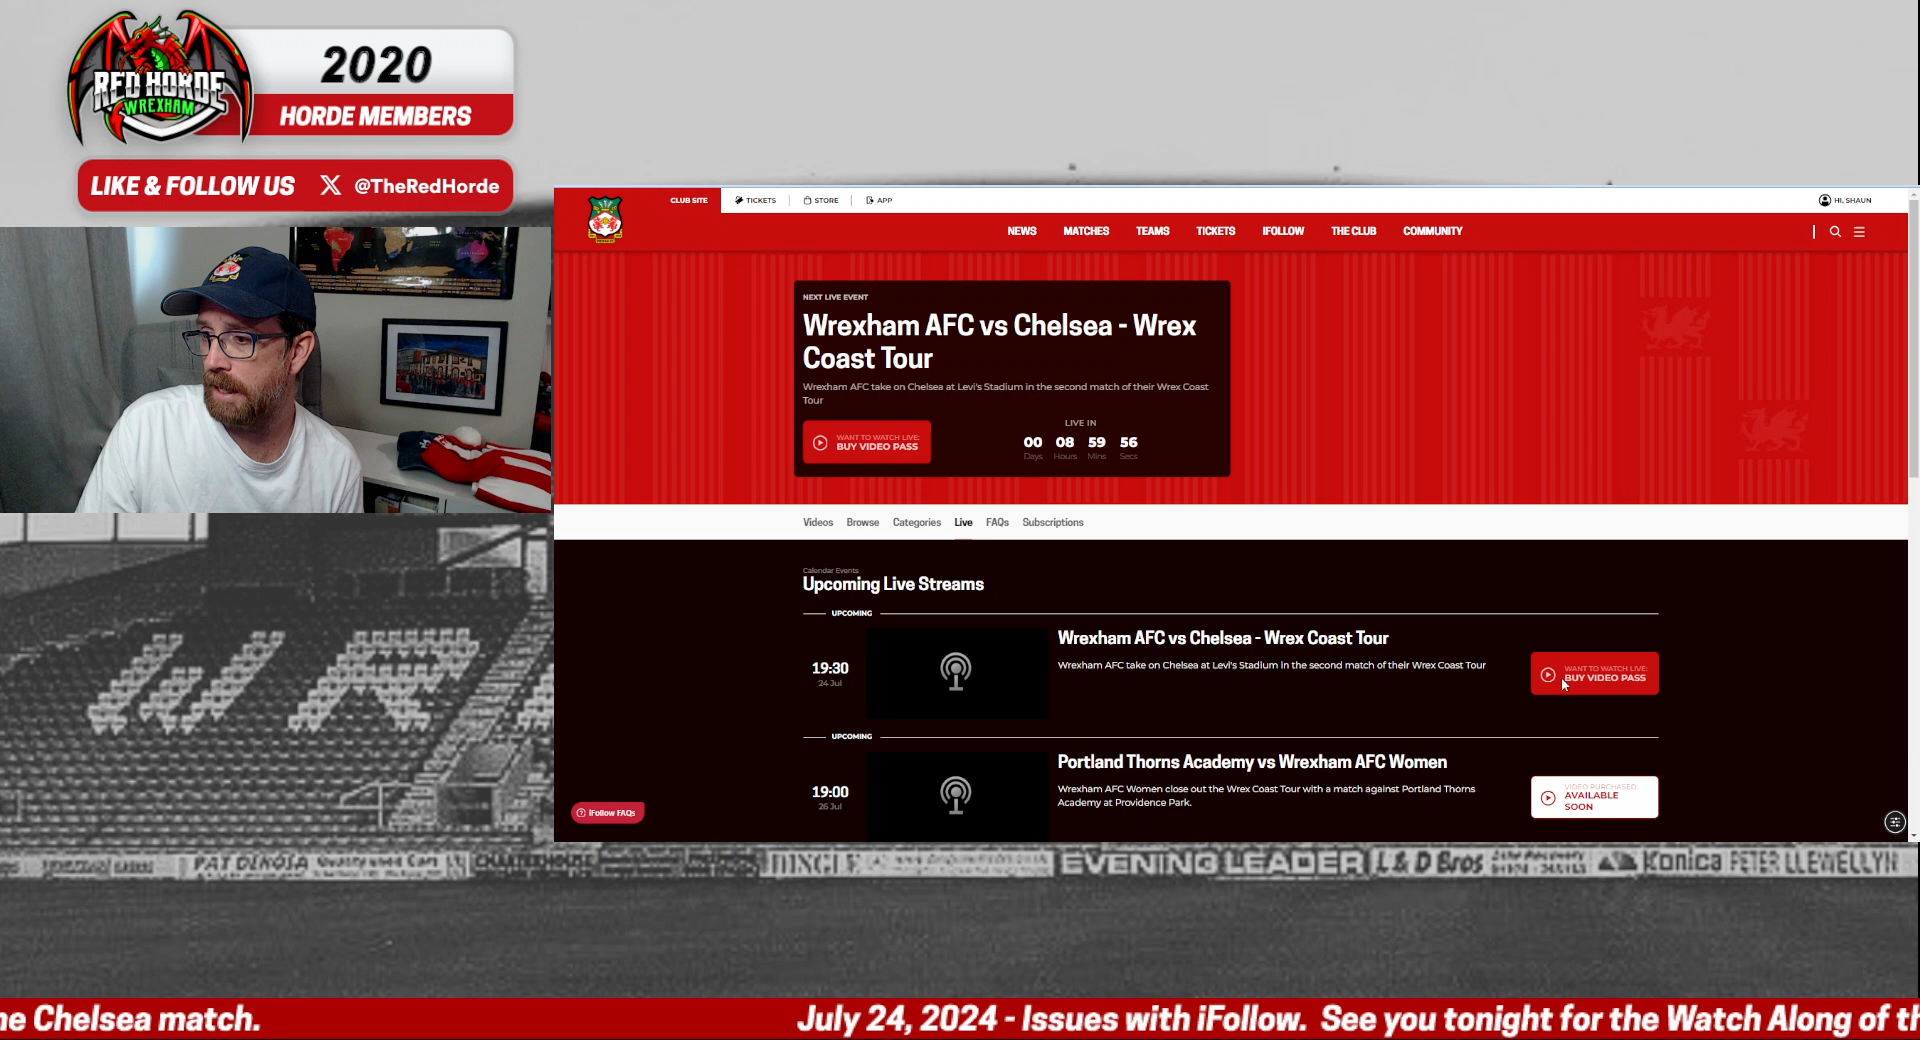 RED HORDE
WREXHAM
2020
HORDE MEMBERS
LIKE & FOLLOW US X @TheRedHorde
CLUB SITE
TICKETS
STORE
APP
HI, SHAUN
NEWS
MATCHES
TEAMS
TICKETS
IFOLLOW
THE CLUB
COMMUNITY
NEXT LIVE EVENT
Wrexham AFC vs Chelsea - Wrex
Coast Tour
Wrexham AFC take on Chelsea at Levi's Stadium in the second match of their Wrex Coast
Tour
WANT TO WATCH LIVE:
BUY VIDEO PASS
LIVE IN
00 08 59 56
Days Hours Mins Secs
Videos Browse Categories Live FAQs Subscriptions
Calendar Events
Upcoming Live Streams
UPCOMING
19:30
24 Jul
Wrexham AFC vs Chelsea - Wrex Coast Tour
Wrexham AFC take on Chelsea at Levi's Stadium in the second match of their Wrex Coast Tour
WANT TO WATCH LIVE:
BUY VIDEO PASS
UPCOMING
19:00
26 Jul
Portland Thorns Academy vs Wrexham AFC Women
Wrexham AFC Women close out the Wrex Coast Tour with a match against Portland Thorns
Academy at Providence Park.
VIDEO PURCHASED:
AVAILABLE
SOON
iFollow FAQs
EVENING LEADER L & D Bros Konica PETER LLEWELLYN
he Chelsea match. July 24, 2024 - Issues with iFollow. See you tonight for the Watch Along of th